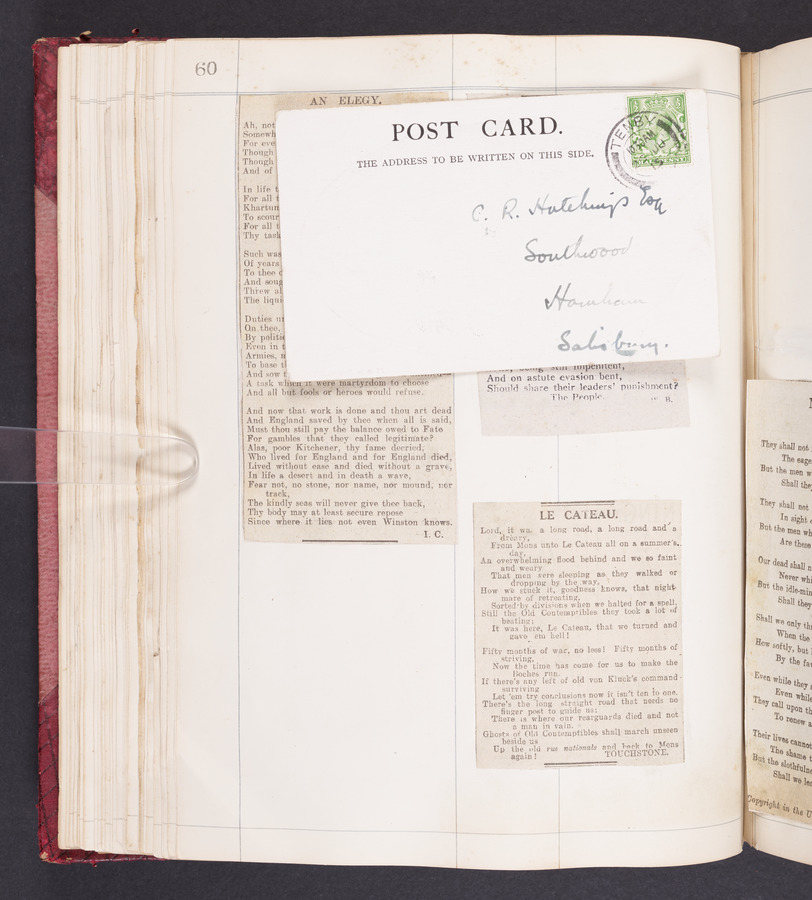 60
AN ELEGY.
Ah, not
Somewh
For eve
Though
Though
And of
In life t
For all t
Khartum
To scour
For all t
Thy task
Such was
Of years
To thee
And soug
Threw al
The liqui
Duties
On thee,
By politi
Even in t
Armies,
To base t
And sow
A task which it were martyrdom to choose
And all but fools or heroes would refuse.
And now that work is done and thou art dead
And England saved by thee when all is said,
Must thou still pay the balance owed to Fate
For gambles that they called legitimate?
Alas, poor Kitchener, thy fame decried,
Who lived for England and for England died,
Lived without ease and died without a grave,
In life a desert and in death a wave,
Fear not, no stone, nor name, nor mound, nor
track,
The kindly seas will never give thee back,
Thy body may at least secure repose
Since where it lies not even Winston knows.
I. C.
POST CARD.
THE ADDRESS TO BE WRITTEN ON THIS SIDE.
TENBY
C. R. Hutchings Esq
Southwood
Harnham
Salisbury.
being still impenitent,
And on astute evasion bent,
Should share their leaders' punishment?
The People. B.
LE CATEAU.
Lord, it was a long road, a long road and a
dreary,
From Mons unto Le Cateau all on a summer's
day,
An overwhelming flood behind and we so faint
and weary
That men were sleeping as they walked or
dropping by the way.
How we stuck it, goodness knows, that night-
mare of retreating,
Sorted by divisions when we halted for a spell.
Still the Old Contemptibles they took a lot of
beating;
It was here, Le Cateau, that we turned and
gave 'em hell!
Fifty months of war, no less! Fifty months of
striving,
Now the time has come for us to make the
Boches run.
If there's any left of old von Kluck's command
surviving
Let 'em try conclusions now it isn't ten to one.
There's the long straight road that needs no
finger post to guide us;
There is where our rearguards died and not
a man in vain.
Ghosts of Old Contemptibles shall march unseen
beside us
Up the old rue nationale and back to Mons
again!
TOUCHSTONE.
They shall not
The eage
But the men w
Shall the
They shall not
In sight
But the men wh
Are these
Our dead shall n
Never whi
But the idle-min
Shall they
Shall we only th
When the
How softly, but
By the fa
Even while they
Even while
They call upon th
To renew a
Their lives cannot
The shame t
But the slothfulne
Shall we lea
Copyright in the U